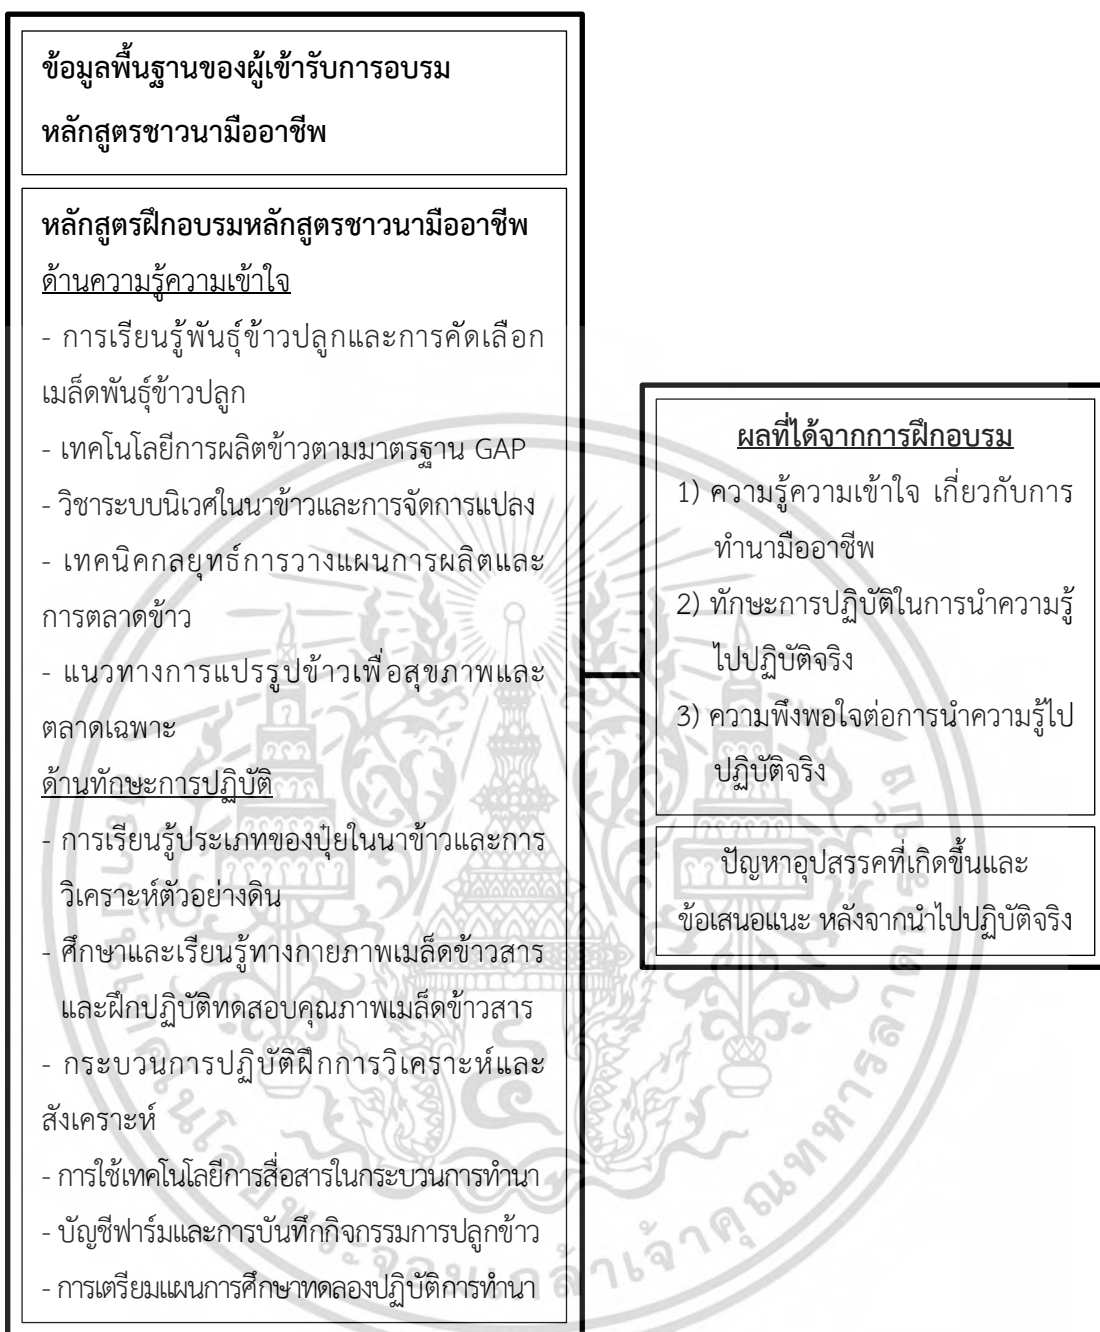 ข้อมูลพื้นฐานของผู้เข้ารับการอบรม
หลักสูตรชาวนามืออาชีพ
หลักสูตรฝึกอบรมหลักสูตรชาวนามืออาชีพ
ด้านความรู้ความเข้าใจ
- การเรียนรู้พันธุ์ข้าวปลูกและการคัดเลือก
เมล็ดพันธุ์ข้าวปลูก
- เทคโนโลยีการผลิตข้าวตามมาตรฐาน GAP
- วิชาระบบนิเวศในนาข้าวและการจัดการแปลง
- เทคนิคกลยุทธ์การวางแผนการผลิตและ
การตลาดข้าว
- แนวทางการแปรรูปข้าวเพื่อสุขภาพและ
ตลาดเฉพาะ
ด้านทักษะการปฏิบัติ
- การเรียนรู้ประเภทของปุ๋ยในนาข้าวและการ
วิเคราะห์ตัวอย่างดิน
- ศึกษาและเรียนรู้ทางกายภาพเมล็ดข้าวสาร
และฝึกปฏิบัติทดสอบคุณภาพเมล็ดข้าวสาร
- กระบวนการปฏิบัติฝึกการวิเคราะห์และ
สังเคราะห์
- การใช้เทคโนโลยีการสื่อสารในกระบวนการทำนา
- บัญชีฟาร์มและการบันทึกกิจกรรมการปลูกข้าว
- การเตรียมแผนการศึกษาทดลองปฏิบัติการทำนา
ผลที่ได้จากการฝึกอบรม
1) ความรู้ความเข้าใจ เกี่ยวกับการ
ทำนามืออาชีพ
2) ทักษะการปฏิบัติในการนำความรู้
ไปปฏิบัติจริง
3) ความพึงพอใจต่อการนำความรู้ไป
ปฏิบัติจริง
ปัญหาอุปสรรคที่เกิดขึ้นและ
ข้อเสนอแนะ หลังจากนำไปปฏิบัติจริง